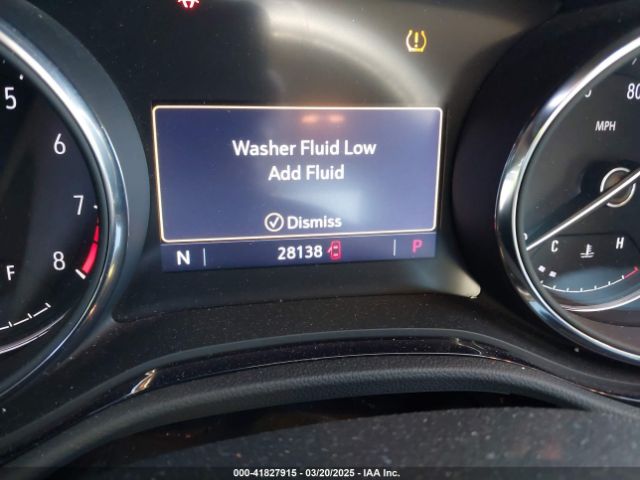 5
6
7
8
F
Washer Fluid Low
Add Fluid
Dismiss
N 28138 P
80
MPH
C H
000-41827915 - 03/20/2025 - IAA Inc.